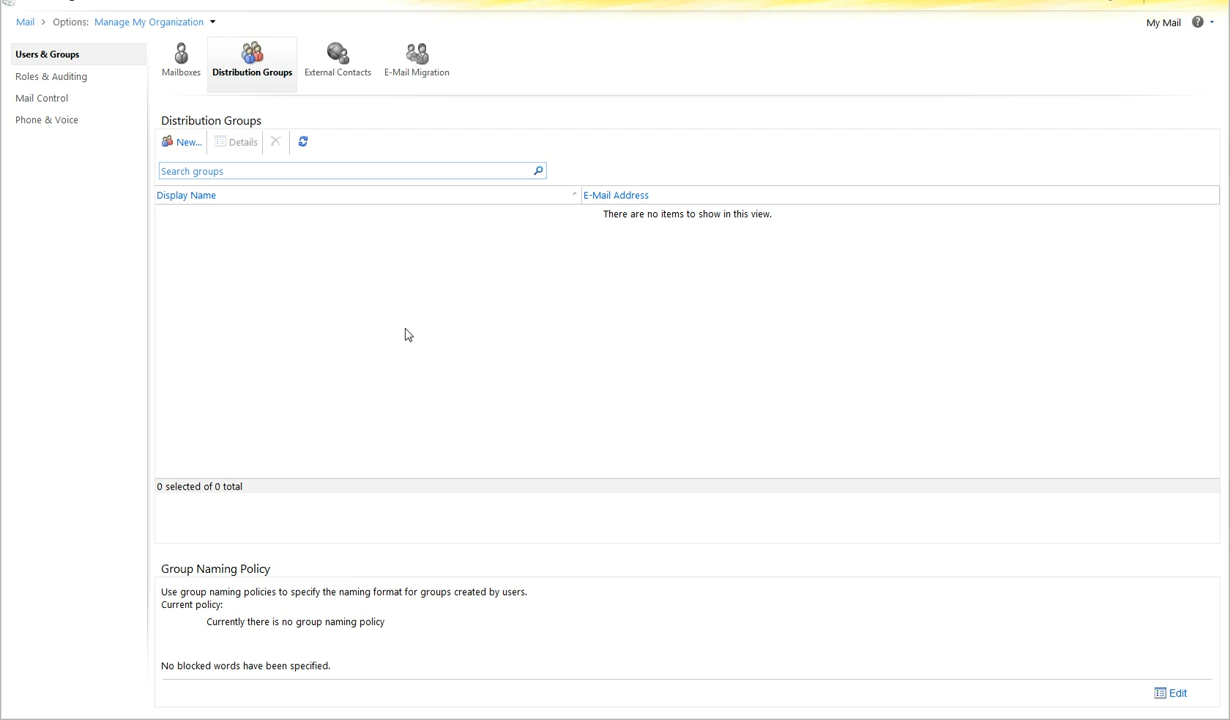 Mail > Options: Manage My Organization
My Mail
Users & Groups
Roles & Auditing
Mail Control
Phone & Voice
Mailboxes
Distribution Groups
External Contacts
E-Mail Migration
Distribution Groups
New...
Details
Search groups
Display Name
E-Mail Address
There are no items to show in this view.
0 selected of 0 total
Group Naming Policy
Use group naming policies to specify the naming format for groups created by users.
Current policy:
Currently there is no group naming policy
No blocked words have been specified.
Edit